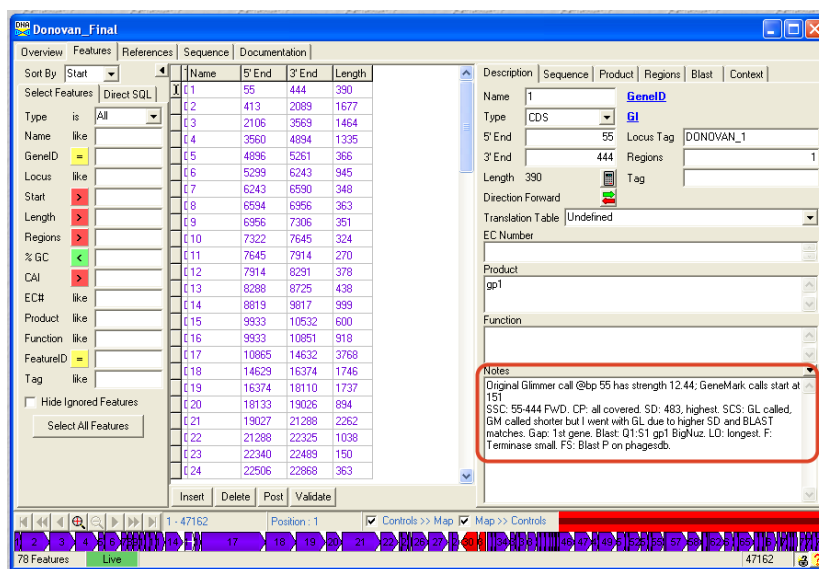 Donovan_Final
Overview Features References Sequence Documentation
Sort By Start
Select Features Direct SQL
Type is All
Name like
GeneID =
Locus like
Start >
Length >
Regions >
% GC <
CAI >
EC# like
Product like
Function like
FeatureID =
Tag like
Hide Ignored Features
Select All Features
Name 5' End 3' End Length
1 55 444 390
2 413 2089 1677
3 2106 3569 1464
4 3560 4894 1335
5 4896 5261 366
6 5299 6243 945
7 6243 6590 348
8 6594 6956 363
9 6956 7306 351
10 7322 7645 324
11 7645 7914 270
12 7914 8291 378
13 8288 8725 438
14 8819 9817 999
15 9933 10532 600
16 9933 10851 918
17 10865 14632 3768
18 14629 16374 1746
19 16374 18110 1737
20 18133 19026 894
21 19027 21288 2262
22 21288 22325 1038
23 22340 22489 150
24 22506 22868 363
Insert Delete Post Validate
Description Sequence Product Regions Blast Context
Name 1 GeneID
Type CDS GI
5' End 55 Locus Tag DONOVAN_1
3' End 444 Regions 1
Length 390 Tag
Direction Forward
Translation Table Undefined
EC Number
Product
gp1
Function
Notes
Original Glimmer call @bp 55 has strength 12.44; GeneMark calls start at
151
SSC: 55-444 FWD. CP: all covered. SD: 483, highest. SCS: GL called,
GM called shorter but I went with GL due to higher SD and BLAST
matches. Gap: 1st gene. Blast: Q1:S1 gp1 BigNuz. LO: longest. F:
Terminase small. FS: Blast P on phagesdb.
1 - 47162 Position : 1 Controls >> Map Map >> Controls
2 3 4 14 17 18 19 20 21
78 Features Live 47162